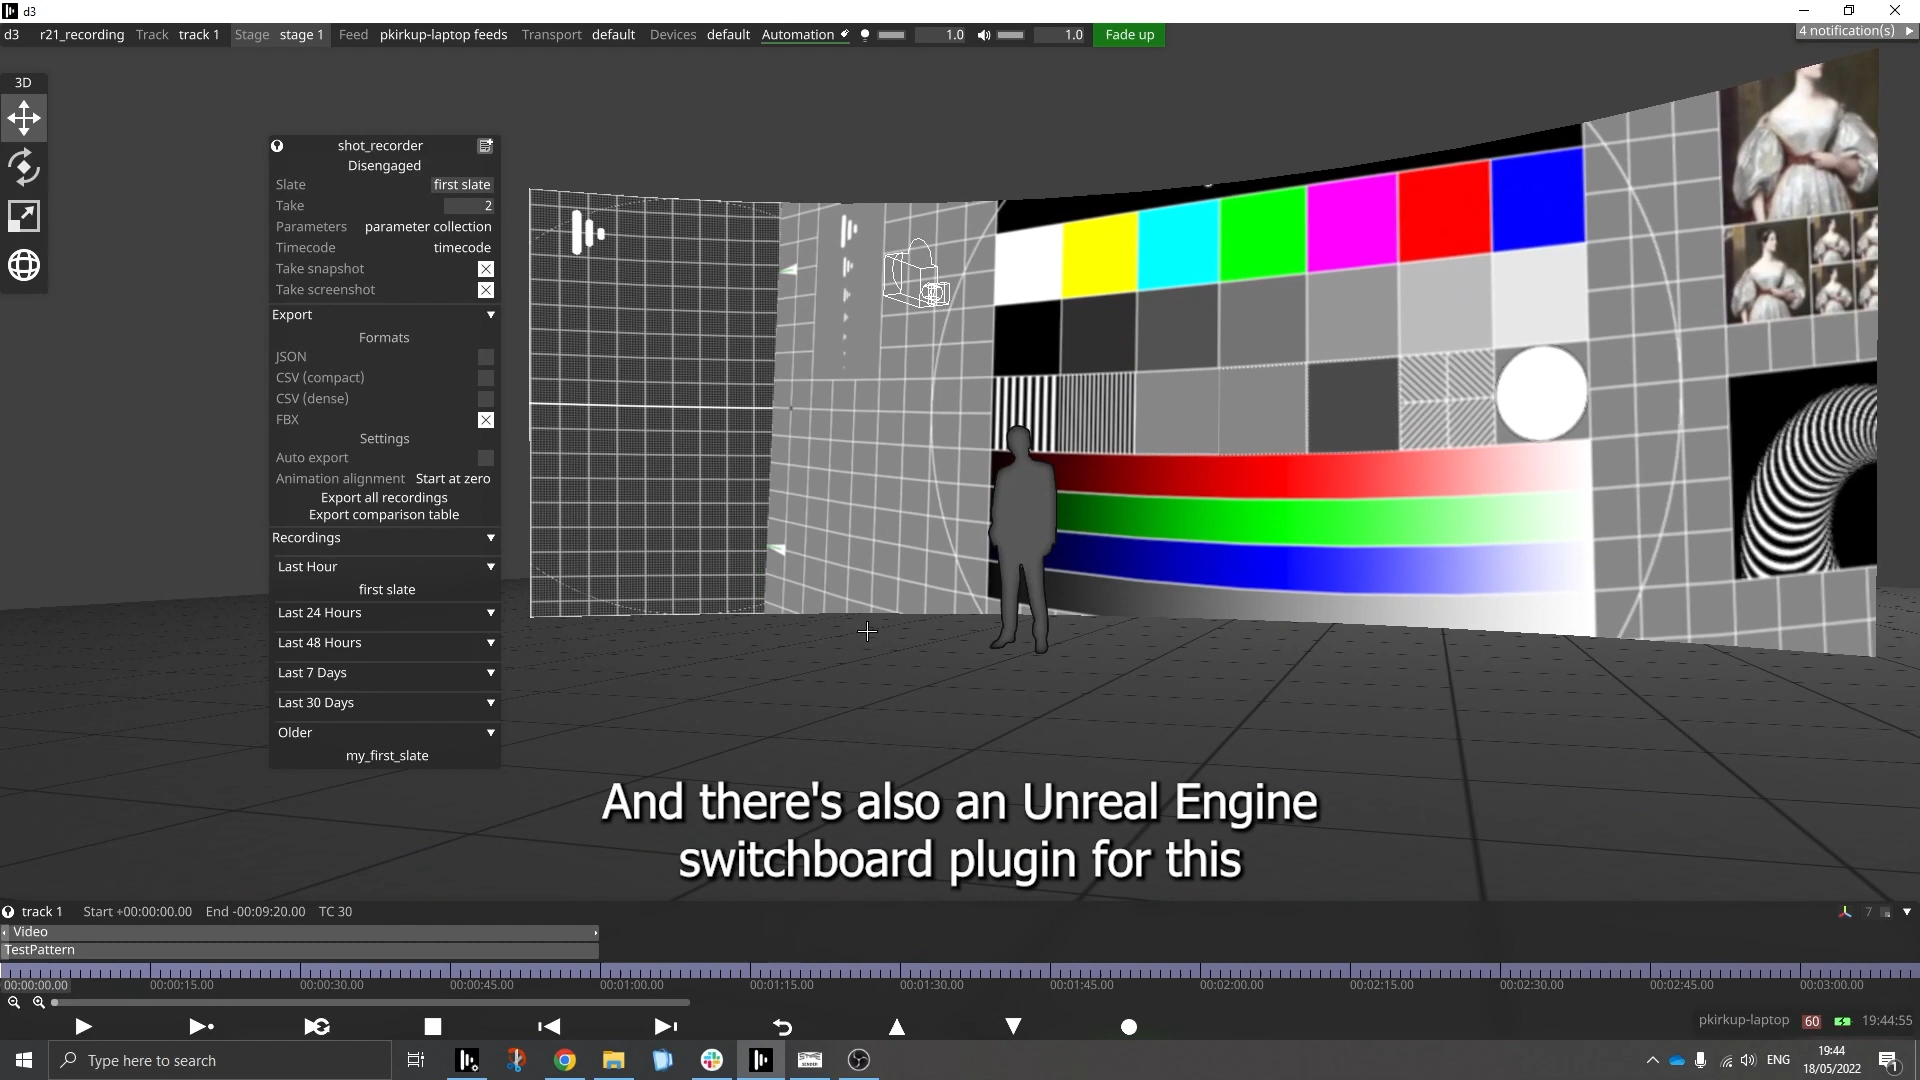 d3
d3 r21_recording Track track 1 Stage stage 1 Feed pkirkup-laptop feeds Transport default Devices default Automation 1.0 1.0 Fade up 4 notification(s)
3D
shot_recorder
Disengaged
Slate first slate
Take 2
Parameters parameter collection
Timecode timecode
Take snapshot
Take screenshot
Export
Formats
JSON
CSV (compact)
CSV (dense)
FBX
Settings
Auto export
Animation alignment Start at zero
Export all recordings
Export comparison table
Recordings
Last Hour
first slate
Last 24 Hours
Last 48 Hours
Last 7 Days
Last 30 Days
Older
my_first_slate
And there's also an Unreal Engine
switchboard plugin for this
track 1 Start +00:00:00.00 End -00:09:20.00 TC 30 7
Video
TestPattern
00:00:00.00 00:00:15.00 00:00:30.00 00:00:45.00 00:01:00.00 00:01:15.00 00:01:30.00 00:01:45.00 00:02:00.00 00:02:15.00 00:02:30.00 00:02:45.00 00:03:00.00
pkirkup-laptop 60 19:44:55
Type here to search ENG 19:44
18/05/2022 1